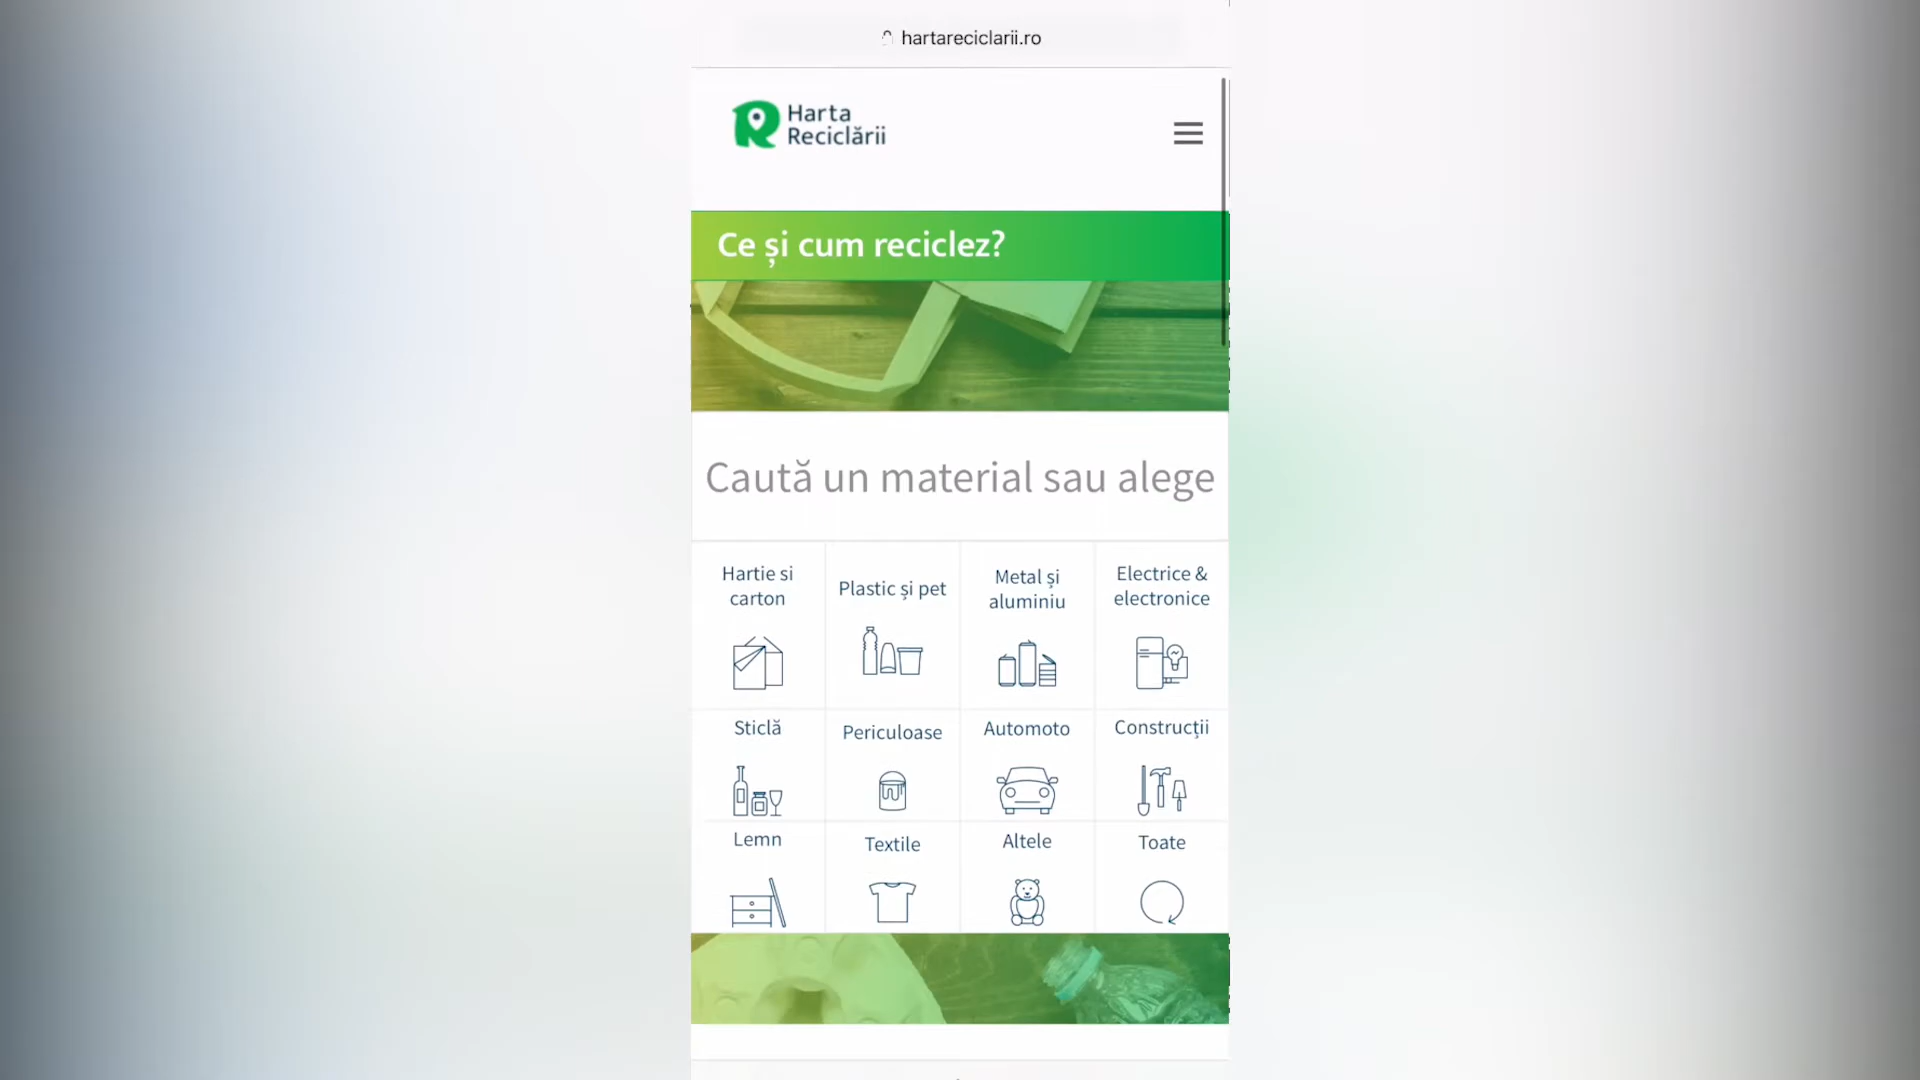 hartareciclarii.ro
Harta
Reciclării
Ce și cum reciclez?
Caută un material sau alege
Hartie si
carton
Plastic și pet
Metal și
aluminiu
Electrice &
electronice
Sticlă
Periculoase
Automoto
Construcții
Lemn
Textile
Altele
Toate